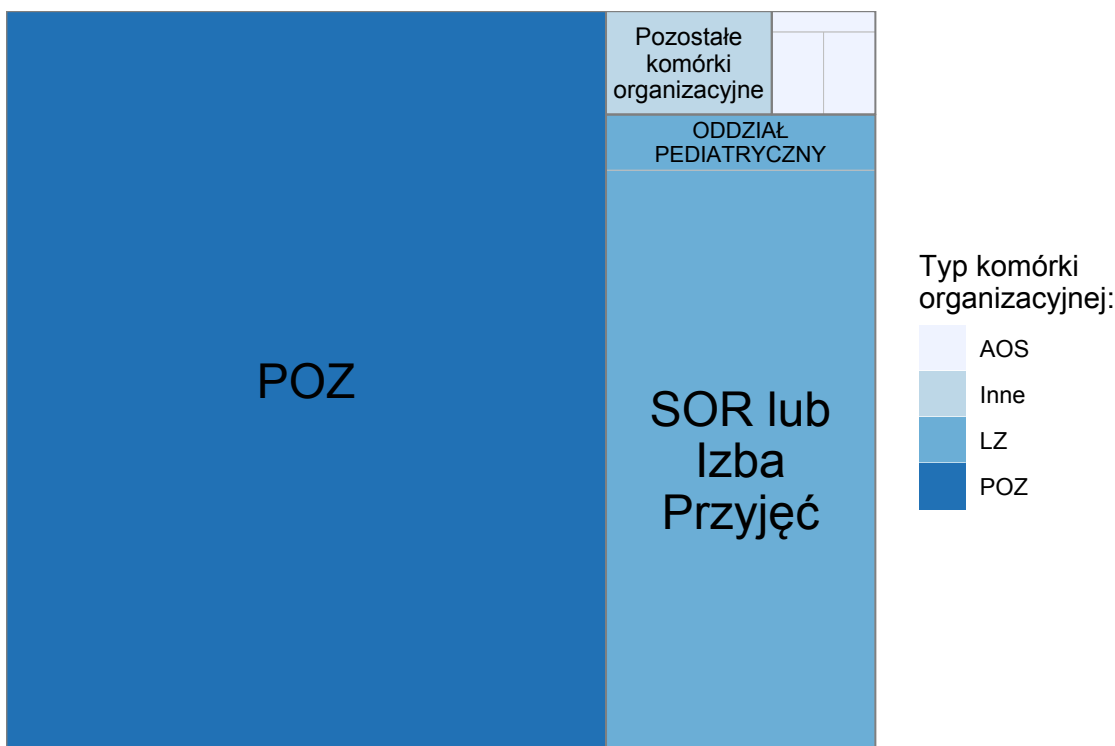 Pozostałe
komórki
organizacyjne
ODDZIAŁ
PEDIATRYCZNY
POZ
SOR lub
Izba
Przyjęć
Typ komórki
organizacyjnej:
AOS
Inne
LZ
POZ